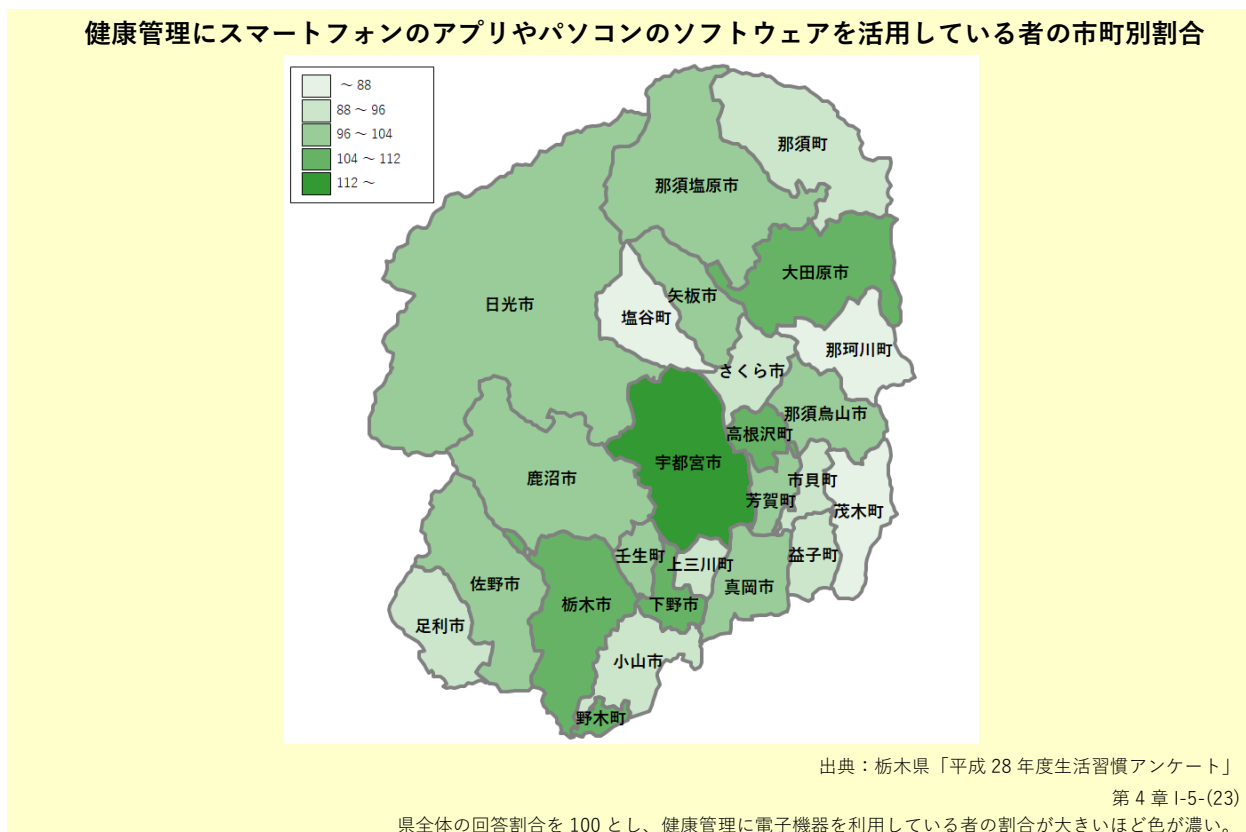 健康管理にスマートフォンのアプリやパソコンのソフトウェアを活用している者の市町別割合
～ 88
88 ～ 96
96 ～ 104
104 ～ 112
112 ～
那須町
那須塩原市
大田原市
矢板市
日光市
塩谷町
那珂川町
さくら市
那須烏山市
高根沢町
宇都宮市
鹿沼市
市貝町
芳賀町
茂木町
壬生町
上三川町
益子町
佐野市
真岡市
栃木市
下野市
足利市
小山市
野木町
出典：栃木県「平成 28 年度生活習慣アンケート」
第 4 章 I-5-(23)
県全体の回答割合を 100 とし、健康管理に電子機器を利用している者の割合が大きいほど色が濃い。